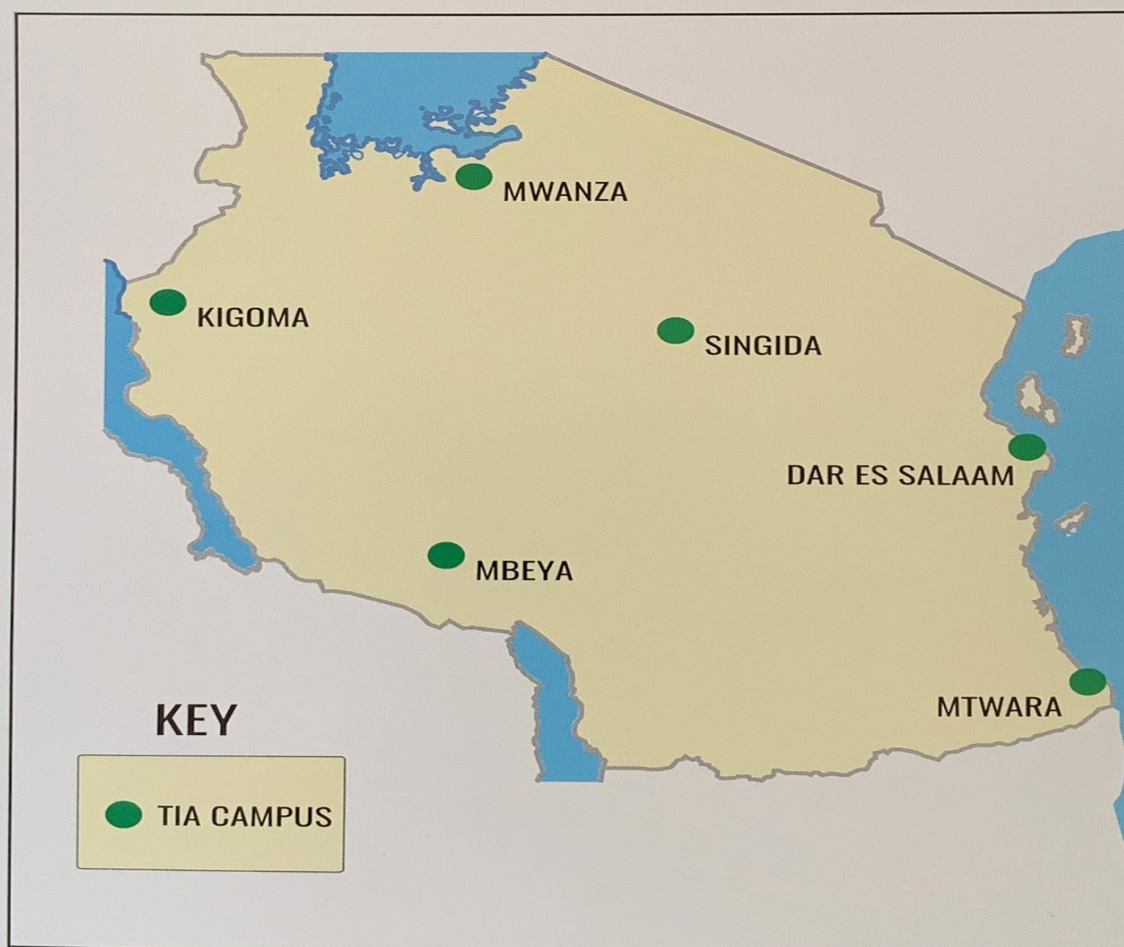 MWANZA
KIGOMA
SINGIDA
DAR ES SALAAM
MBEYA
MTWARA
KEY
TIA CAMPUS